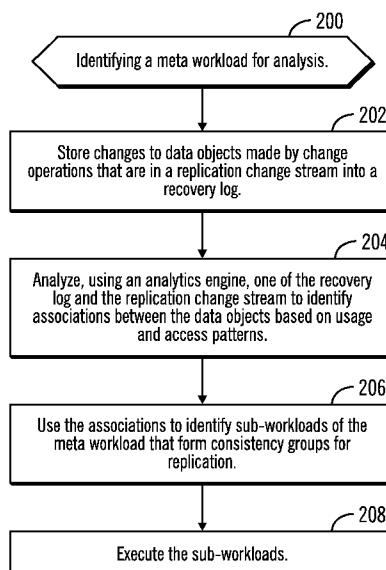 200
Identifying a meta workload for analysis.
202
Store changes to data objects made by change
operations that are in a replication change stream into a
recovery log.
204
Analyze, using an analytics engine, one of the recovery
log and the replication change stream to identify
associations between the data objects based on usage
and access patterns.
206
Use the associations to identify sub-workloads of the
meta workload that form consistency groups for
replication.
208
Execute the sub-workloads.